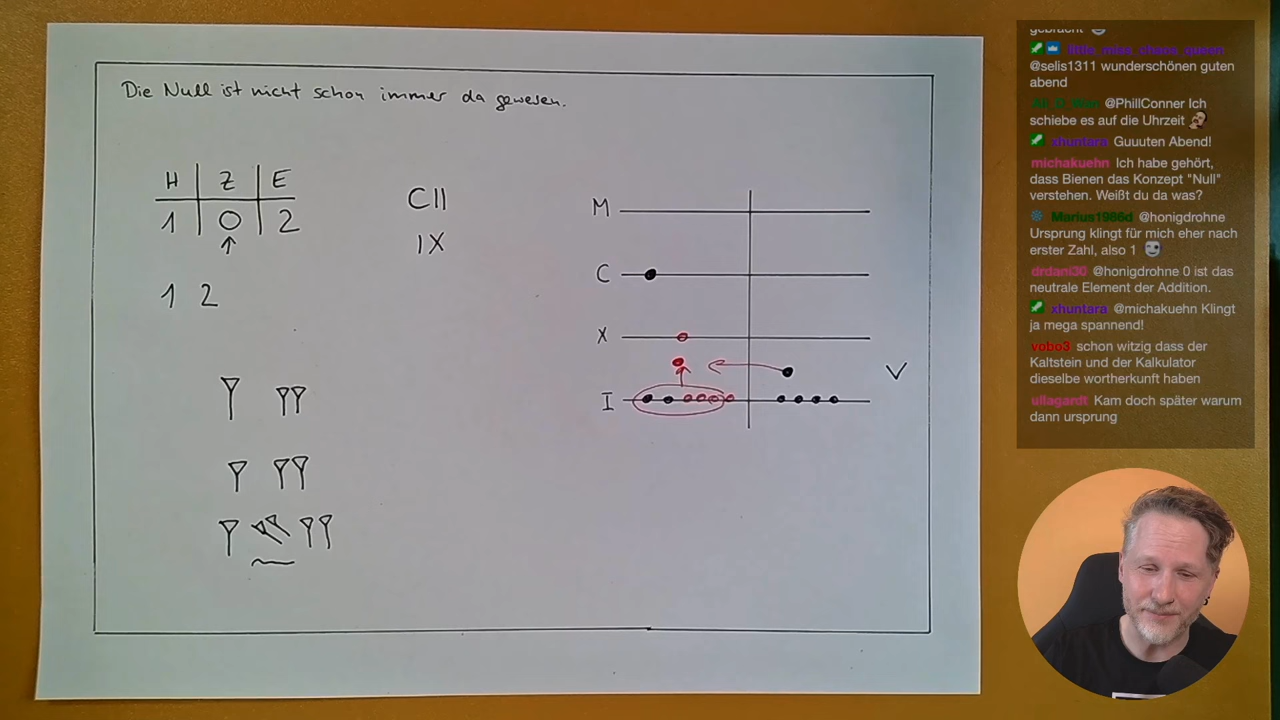 Die Null ist nicht schon immer da gewesen.
H Z E
1 0 2
1 2
CII
IX
M
C
X
I
V
gebracht
@selis1311 wunderschönen guten
abend
@PhillConner Ich
schiebe es auf die Uhrzeit
xhuntara Guuuten Abend!
michakuehn Ich habe gehört,
dass Bienen das Konzept "Null"
verstehen. Weißt du da was?
Marius1986d @honigdrohne
Ursprung klingt für mich eher nach
erster Zahl, also 1
drdani30 @honigdrohne 0 ist das
neutrale Element der Addition.
xhuntara @michakuehn Klingt
ja mega spannend!
vobo3 schon witzig dass der
Kaltstein und der Kalkulator
dieselbe wortherkunft haben
ullagardt Kam doch später warum
dann ursprung